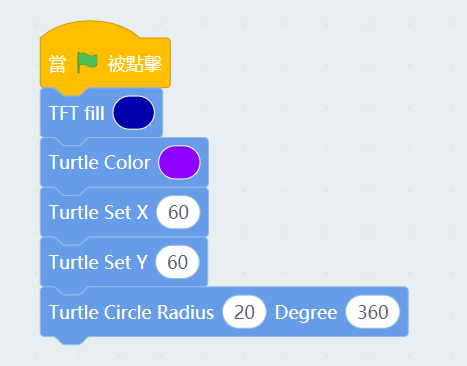 當 被點擊
TFT fill
Turtle Color
Turtle Set X 60
Turtle Set Y 60
Turtle Circle Radius 20 Degree 360